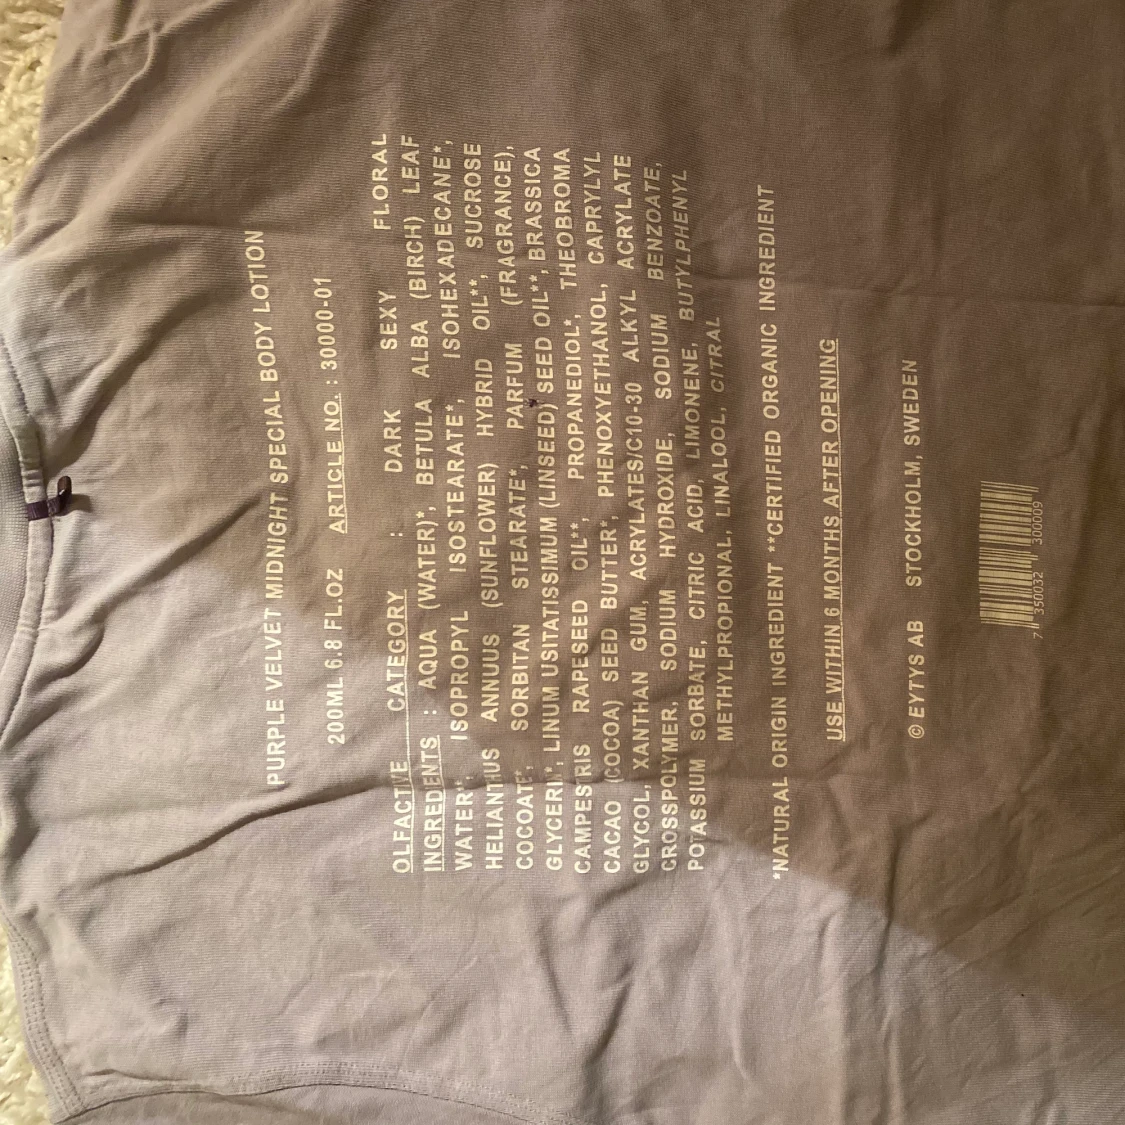 PURPLE VELVET MIDNIGHT SPECIAL BODY LOTION
200ML 6.8 FL.OZ ARTICLE NO. : 30000-01
OLFACTIVE CATEGORY : DARK SEXY FLORAL
INGREDIENTS : AQUA (WATER)*, BETULA ALBA (BIRCH) LEAF
WATER*, ISOPROPYL ISOSTEARATE*, ISOHEXADECANE*,
HELIANTHUS ANNUUS (SUNFLOWER) HYBRID OIL**, SUCROSE
COCOATE*, SORBITAN STEARATE*, PARFUM (FRAGRANCE),
GLYCERIN*, LINUM USITATISSIMUM (LINSEED) SEED OIL**, BRASSICA
CAMPESTRIS RAPESEED OIL**, PROPANEDIOL*, THEOBROMA
CACAO (COCOA) SEED BUTTER*, PHENOXYETHANOL, CAPRYLYL
GLYCOL, XANTHAN GUM, ACRYLATES/C10-30 ALKYL ACRYLATE
CROSSPOLYMER, SODIUM HYDROXIDE, SODIUM BENZOATE,
POTASSIUM SORBATE, CITRIC ACID, LIMONENE, BUTYLPHENYL
METHYLPROPIONAL, LINALOOL, CITRAL
*NATURAL ORIGIN INGREDIENT **CERTIFIED ORGANIC INGREDIENT
USE WITHIN 6 MONTHS AFTER OPENING
© EYTYS AB STOCKHOLM, SWEDEN
7 350032 300009